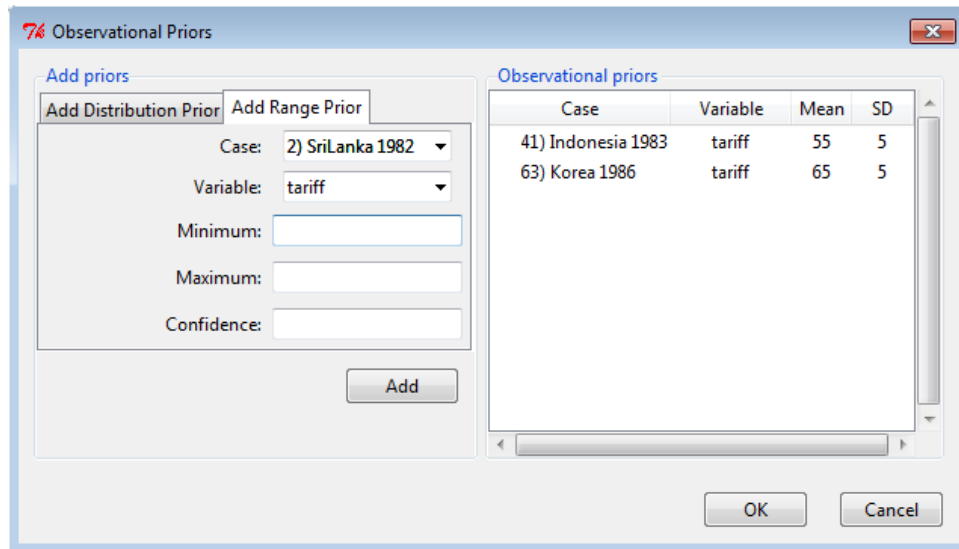 Observational Priors
Add priors
Add Distribution Prior Add Range Prior
Case: 2) SriLanka 1982
Variable: tariff
Minimum:
Maximum:
Confidence:
Add
Observational priors
Case Variable Mean SD
41) Indonesia 1983 tariff 55 5
63) Korea 1986 tariff 65 5
OK Cancel